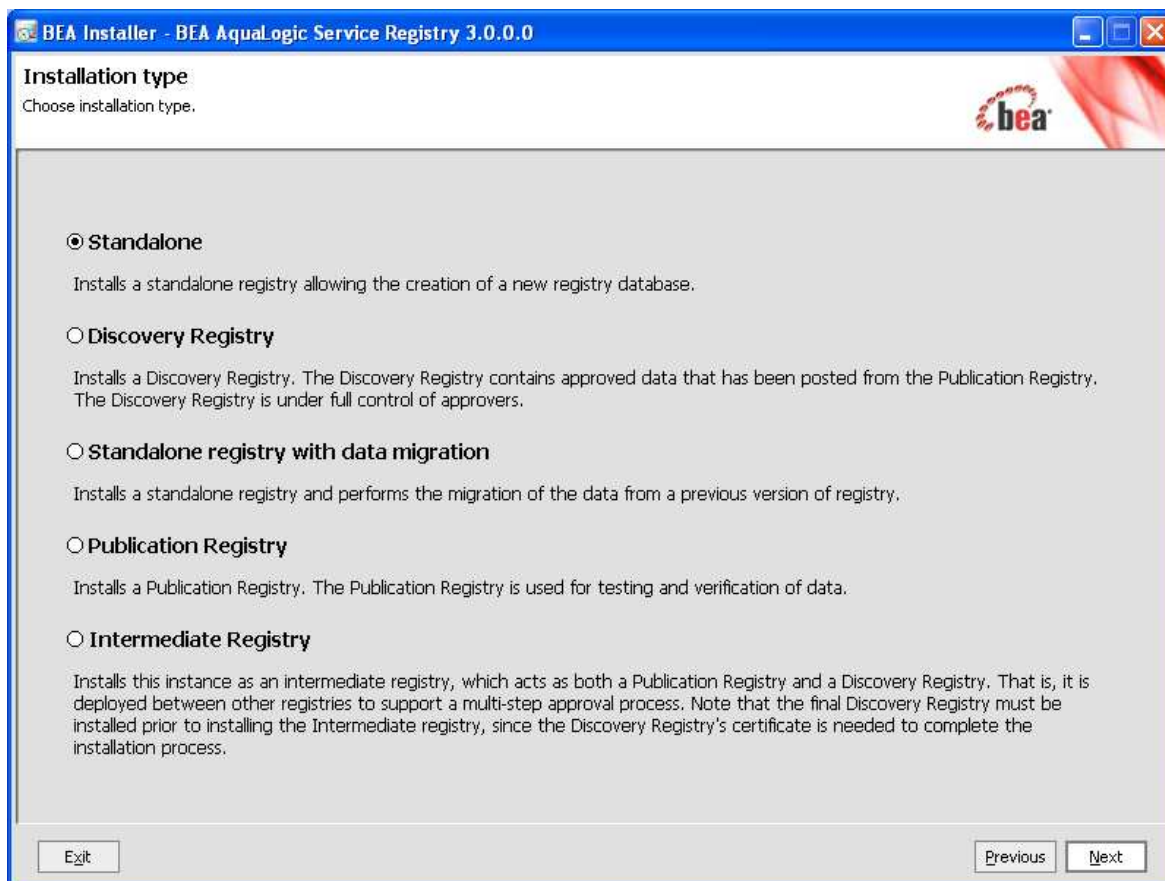 BEA Installer - BEA AquaLogic Service Registry 3.0.0.0
Installation type
Choose installation type.
bea
Standalone
Installs a standalone registry allowing the creation of a new registry database.
Discovery Registry
Installs a Discovery Registry. The Discovery Registry contains approved data that has been posted from the Publication Registry.
The Discovery Registry is under full control of approvers.
Standalone registry with data migration
Installs a standalone registry and performs the migration of the data from a previous version of registry.
Publication Registry
Installs a Publication Registry. The Publication Registry is used for testing and verification of data.
Intermediate Registry
Installs this instance as an intermediate registry, which acts as both a Publication Registry and a Discovery Registry. That is, it is
deployed between other registries to support a multi-step approval process. Note that the final Discovery Registry must be
installed prior to installing the Intermediate registry, since the Discovery Registry's certificate is needed to complete the
installation process.
Exit
Previous
Next